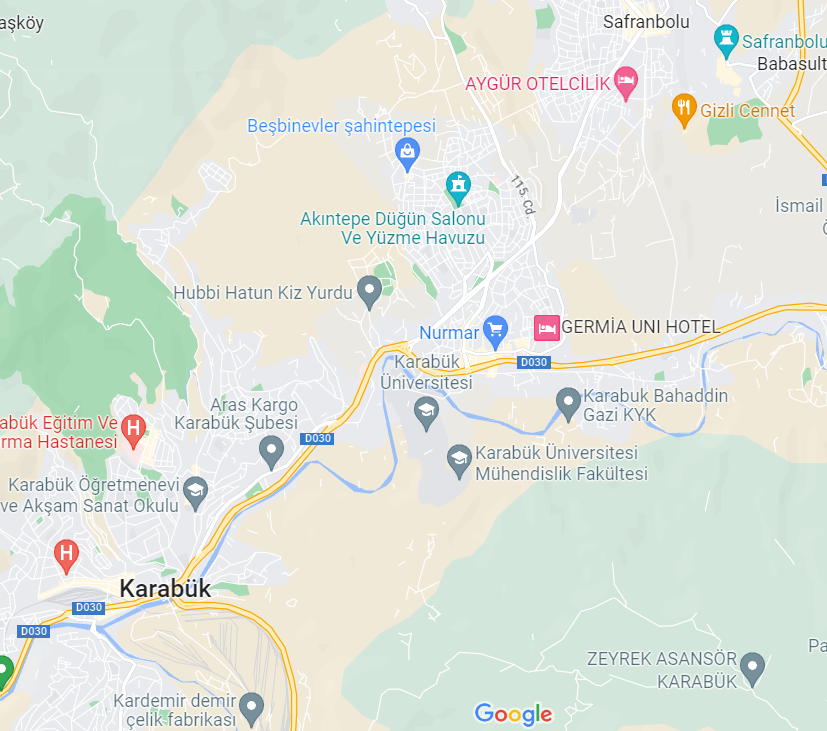 aşköy
Safranbolu
Safranbolu
Babasult
AYGÜR OTELCİLİK
Gizli Cennet
Beşbinevler şahintepesi
115. Cd.
Akıntepe Düğün Salonu
Ve Yüzme Havuzu
İsmail
Hubbi Hatun Kiz Yurdu
Nurmar
GERMİA UNI HOTEL
D030
Karabük
Üniversitesi
Karabuk Bahaddin
Gazi KYK
Aras Kargo
Karabük Şubesi
abük Eğitim Ve
rma Hastanesi
H
D030
Karabük Üniversitesi
Mühendislik Fakültesi
Karabük Öğretmenevi
ve Akşam Sanat Okulu
H
Karabük
D030
D030
ZEYREK ASANSÖR
KARABÜK
Pa
Kardemir demir
çelik fabrikası
Google